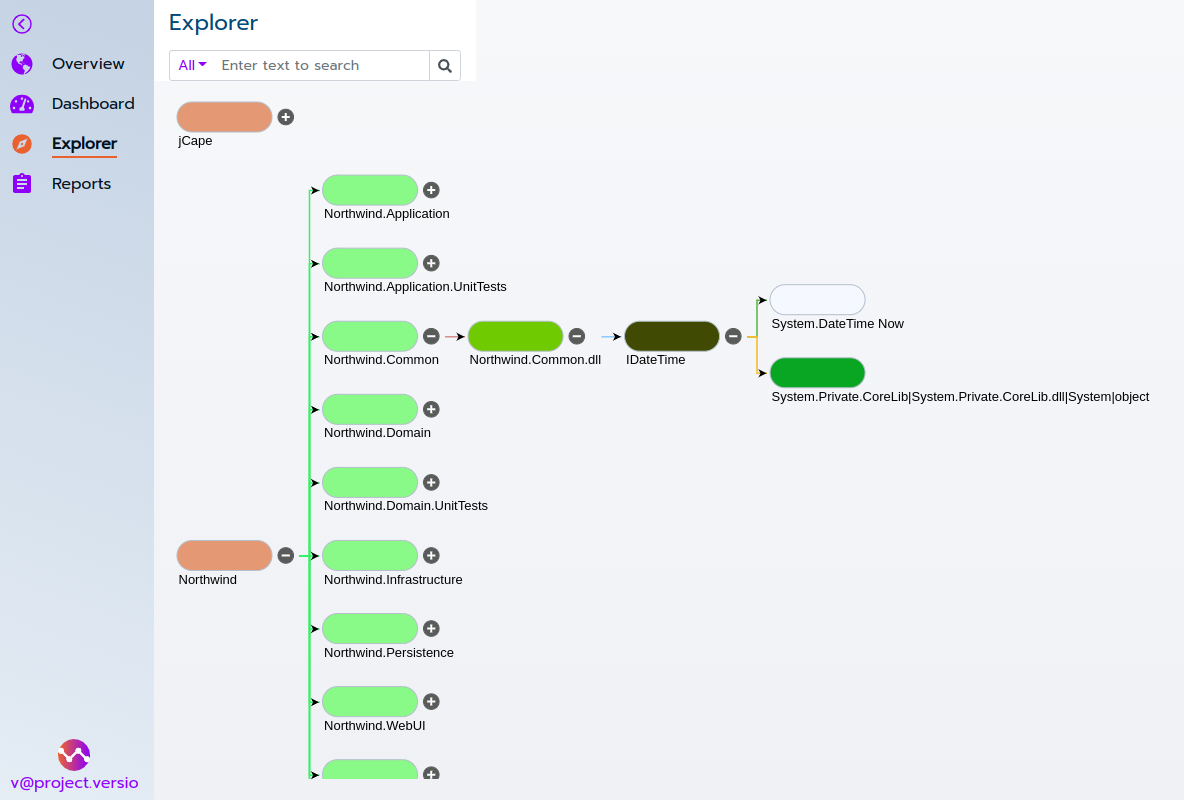 Explorer
Overview
Dashboard
Explorer
Reports
All
Enter text to search
jCape
Northwind.Application
Northwind.Application.UnitTests
System.DateTime Now
Northwind.Common
Northwind.Common.dll
IDateTime
System.Private.CoreLib|System.Private.CoreLib.dll|System|object
Northwind.Domain
Northwind.Domain.UnitTests
Northwind
Northwind.Infrastructure
Northwind.Persistence
Northwind.WebUI
v@project.versio